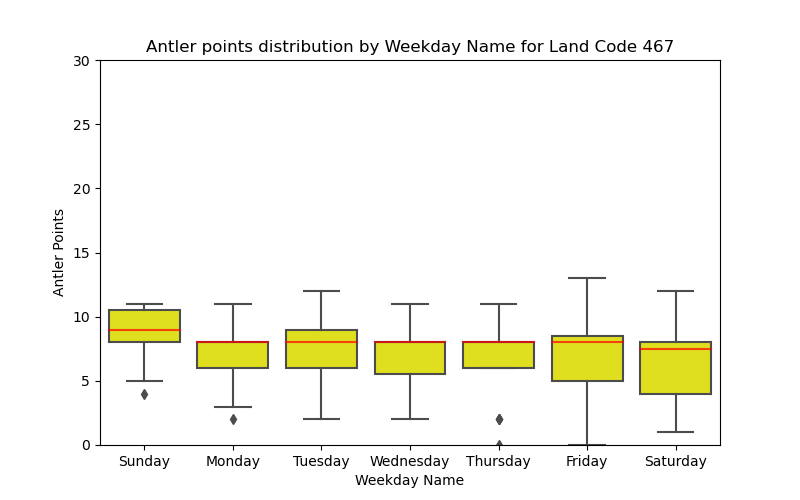 Antler points distribution by Weekday Name for Land Code 467
30
25
20
15
10
5
0
Antler Points
Sunday Monday Tuesday Wednesday Thursday Friday Saturday
Weekday Name